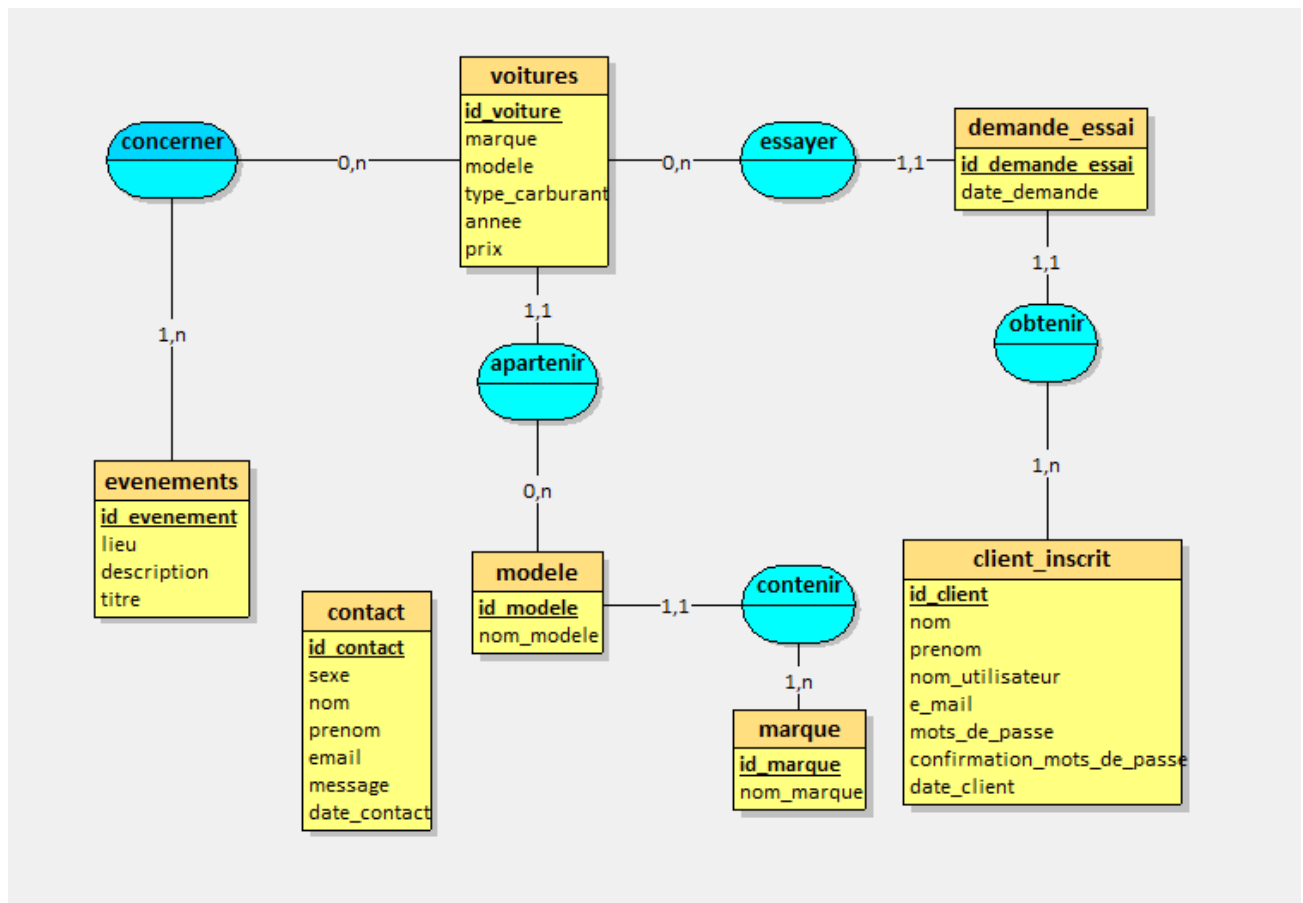 voitures
id_voiture
marque
modele
type_carburant
annee
prix
concerner
0,n
0,n
essayer
1,1
demande_essai
id_demande_essai
date_demande
1,1
1,1
obtenir
1,n
apartenir
evenements
id_evenement
lieu
description
titre
0,n
1,n
contact
id_contact
sexe
nom
prenom
email
message
date_contact
modele
id_modele
nom_modele
1,1
contenir
1,n
marque
id_marque
nom_marque
client_inscrit
id_client
nom
prenom
nom_utilisateur
e_mail
mots_de_passe
confirmation_mots_de_passe
date_client